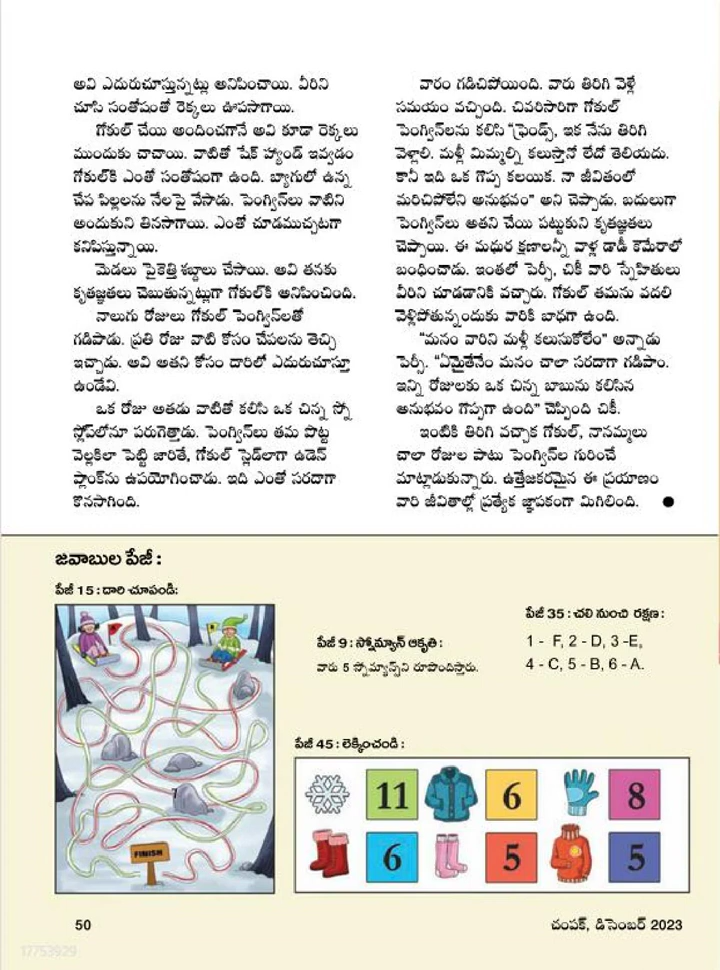 అవి ఎదురుచూస్తున్నట్లు అనిపించాయి. వీరిని
చూసి సంతోషంతో రెక్కలు ఊపసాగాయి.
గోకుల్ చేయి అందించగానే అవి కూడా రెక్కలు
ముందుకు చాచాయి. వాటితో షేక్ హ్యాండ్ ఇవ్వడం
గోకుల్‌కి ఎంతో సంతోషంగా ఉంది. బ్యాగులో ఉన్న
చేప పిల్లలను నేలపై వేసాడు. పెంగ్విన్‌లు వాటిని
అందుకుని తినసాగాయి. ఎంతో చూడముచ్చటగా
కనిపిస్తున్నాయి.
మెడలు పైకెత్తి శబ్దాలు చేసాయి. అవి తనకు
కృతజ్ఞతలు చెబుతున్నట్లుగా గోకుల్‌కి అనిపించింది.
నాలుగు రోజులు గోకుల్ పెంగ్విన్‌లతో
గడిపాడు. ప్రతి రోజు వాటి కోసం చేపలను తెచ్చి
ఇచ్చాడు. అవి అతని కోసం దారిలో ఎదురుచూస్తూ
ఉండేవి.
ఒక రోజు అతడు వాటితో కలిసి ఒక చిన్న స్నో
స్లోప్‌లోనూ పరుగెత్తాడు. పెంగ్విన్‌లు తమ పొట్ట
వెల్లకిలా పెట్టి జారితే, గోకుల్ స్లెడ్‌లాగా ఉడెన్
ప్లాంక్‌ను ఉపయోగించాడు. ఇది ఎంతో సరదాగా
కొనసాగింది.
వారం గడిచిపోయింది. వారు తిరిగి వెళ్లే
సమయం వచ్చింది. చివరిసారిగా గోకుల్
పెంగ్విన్‌లను కలిసి “ఫ్రెండ్స్, ఇక నేను తిరిగి
వెళ్లాలి. మళ్లీ మిమ్మల్ని కలుస్తానో లేదో తెలియదు.
కానీ ఇది ఒక గొప్ప కలయిక. నా జీవితంలో
మరిచిపోలేని అనుభవం” అని చెప్పాడు. బదులుగా
పెంగ్విన్‌లు అతని చేయి పట్టుకుని కృతజ్ఞతలు
చెప్పాయి. ఈ మధుర క్షణాలన్నీ వాళ్ల డాడీ కెమేరాలో
బంధించాడు. ఇంతలో పెర్సీ, చికీ వారి స్నేహితులు
వీరిని చూడడానికి వచ్చారు. గోకుల్ తమను వదలి
వెళ్లిపోతున్నందుకు వారికి బాధగా ఉంది.
“మనం వారిని మళ్లీ కలుసుకోలేం” అన్నాడు
పెర్సీ. “ఏమైతేనేం మనం చాలా సరదాగా గడిపాం.
ఇన్ని రోజులకు ఒక చిన్న బాబును కలిసిన
అనుభవం గొప్పగా ఉంది” చెప్పింది చికీ.
ఇంటికి తిరిగి వచ్చాక గోకుల్, నానమ్మలు
చాలా రోజుల పాటు పెంగ్విన్‌ల గురించే
మాట్లాడుకున్నారు. ఉత్తేజకరమైన ఈ ప్రయాణం
వారి జీవితాల్లో ప్రత్యేక జ్ఞాపకంగా మిగిలింది. ●
జవాబుల పేజీ :
పేజీ 15 : దారి చూపండి:
FINISH
పేజీ 9 : స్నోమ్యాన్ ఆకృతి :
వారు 5 స్నోమ్యాన్స్‌ని రూపొందిస్తారు.
పేజీ 35 : చలి నుంచి రక్షణ :
1 - F, 2 - D, 3 -E,
4 - C, 5 - B, 6 - A.
పేజీ 45 : లెక్కించండి :
11 6 8
6 5 5
50
చంపక్, డిసెంబర్ 2023
17753929